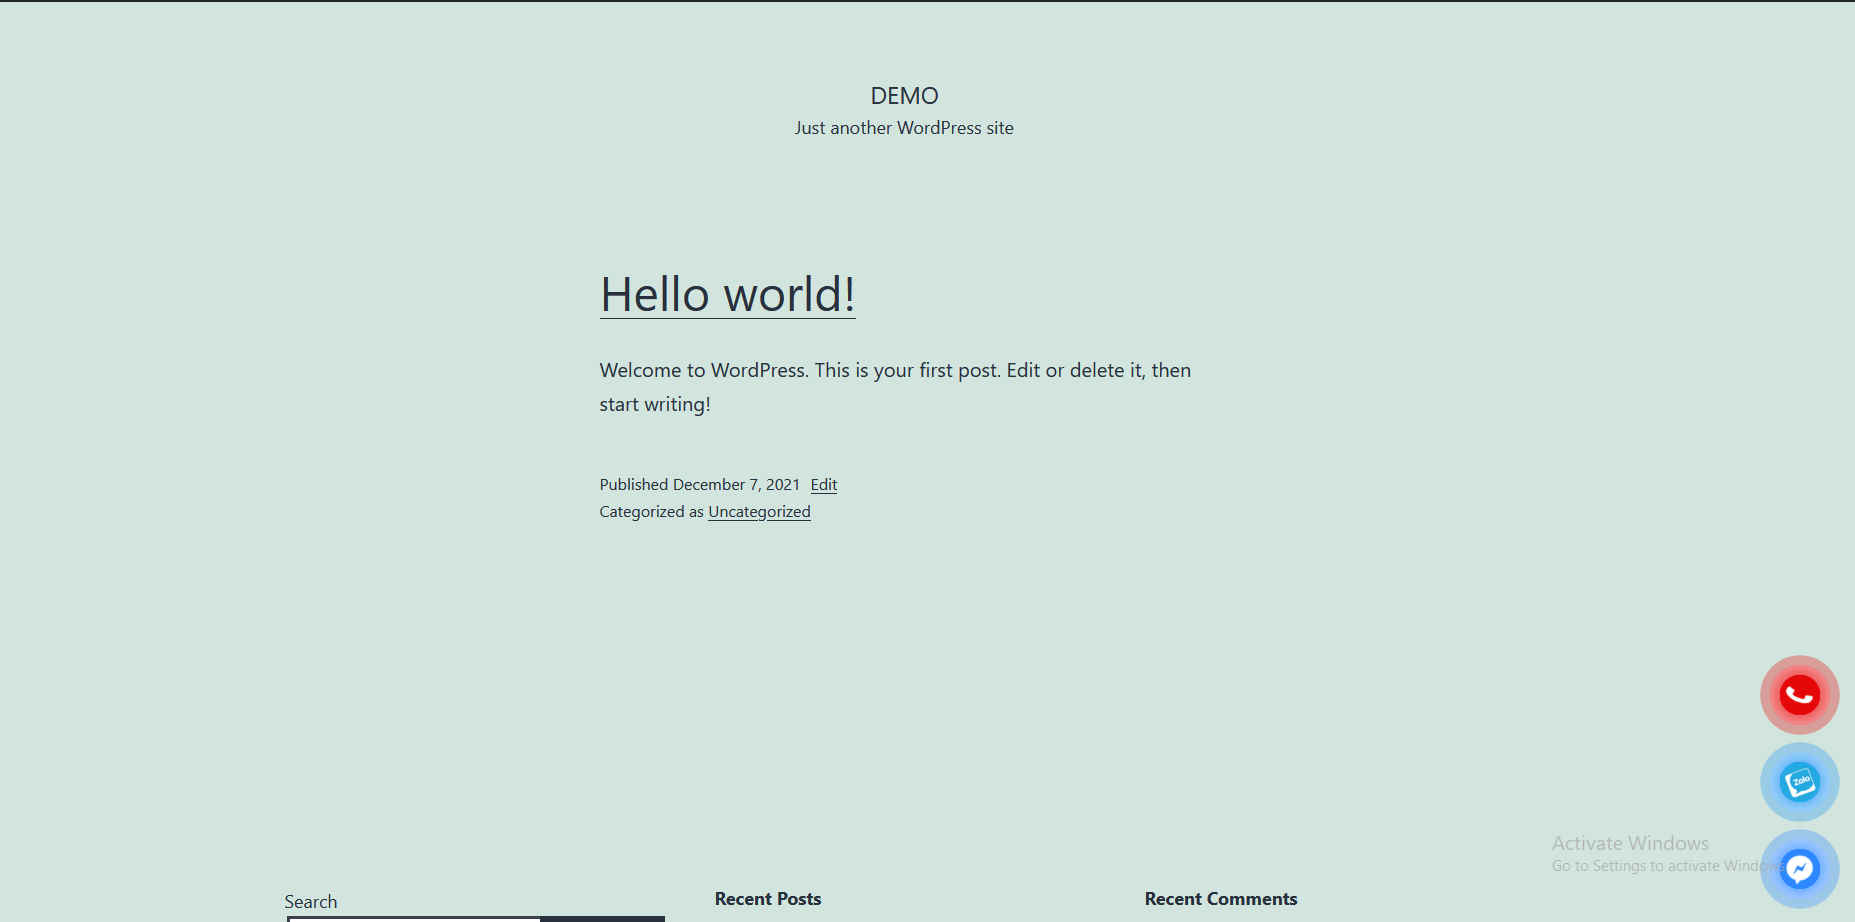 DEMO
Just another WordPress site
Hello world!
Welcome to WordPress. This is your first post. Edit or delete it, then
start writing!
Published December 7, 2021 Edit
Categorized as Uncategorized
Zalo
Activate Windows
Go to Settings to activate Windows
Search
Recent Posts
Recent Comments